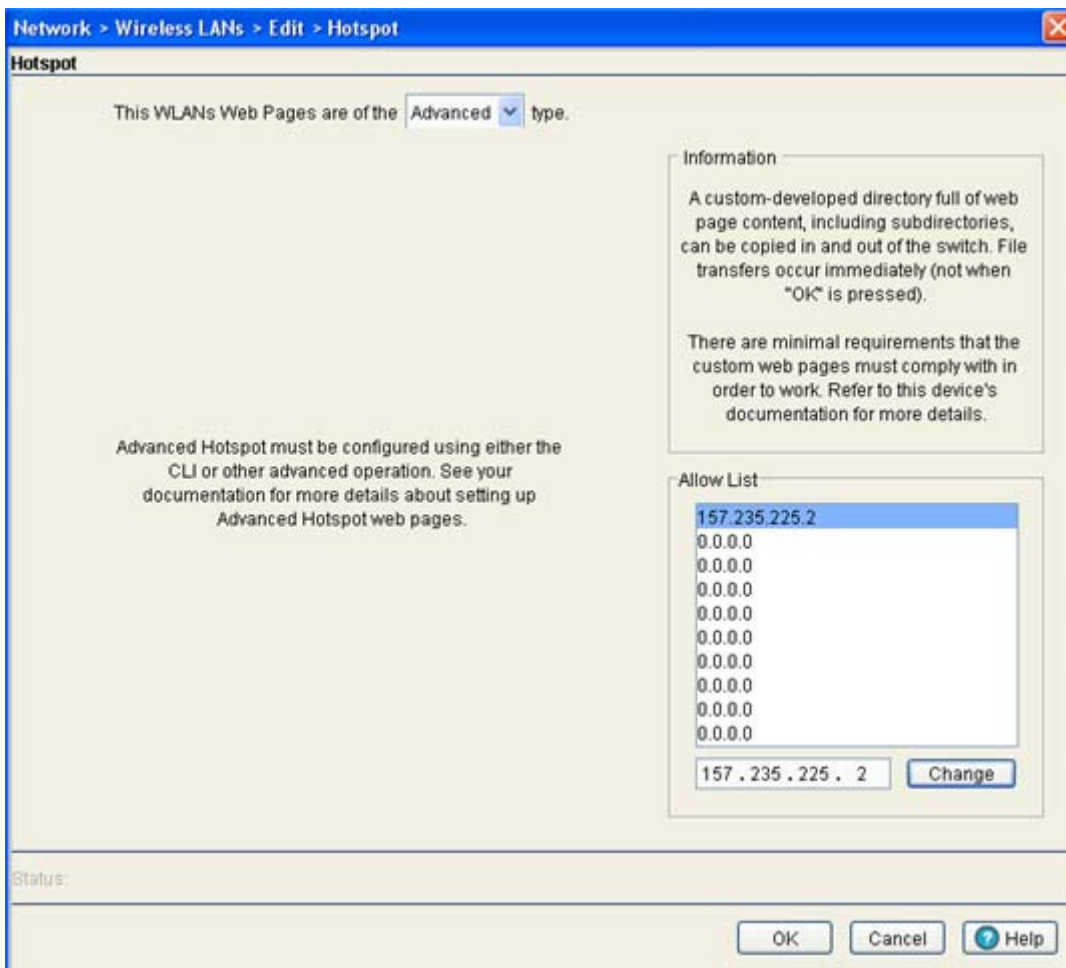 Network > Wireless LANs > Edit > Hotspot
Hotspot
This WLANs Web Pages are of the Advanced type.
Information
A custom-developed directory full of web
page content, including subdirectories,
can be copied in and out of the switch. File
transfers occur immediately (not when
"OK" is pressed).
There are minimal requirements that the
custom web pages must comply with in
order to work. Refer to this device's
documentation for more details.
Advanced Hotspot must be configured using either the
CLI or other advanced operation. See your
documentation for more details about setting up
Advanced Hotspot web pages.
Allow List
157.235.225.2
0.0.0.0
0.0.0.0
0.0.0.0
0.0.0.0
0.0.0.0
0.0.0.0
0.0.0.0
0.0.0.0
0.0.0.0
157 . 235 . 225 . 2 Change
Status:
OK Cancel ? Help